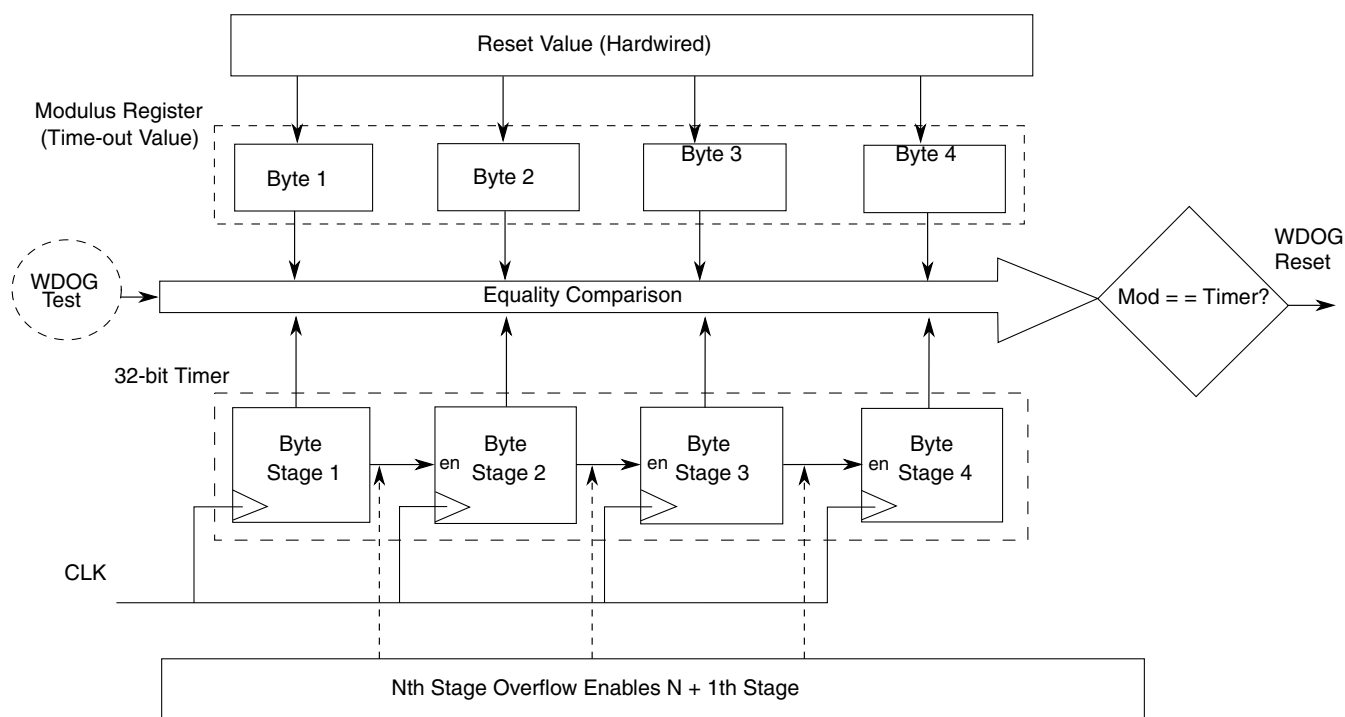 Reset Value (Hardwired)
Modulus Register
(Time-out Value)
Byte 1
Byte 2
Byte 3
Byte 4
WDOG
Test
Equality Comparison
Mod = = Timer?
WDOG
Reset
32-bit Timer
Byte
Stage 1
en
Byte
Stage 2
en
Byte
Stage 3
en
Byte
Stage 4
CLK
Nth Stage Overflow Enables N + 1th Stage